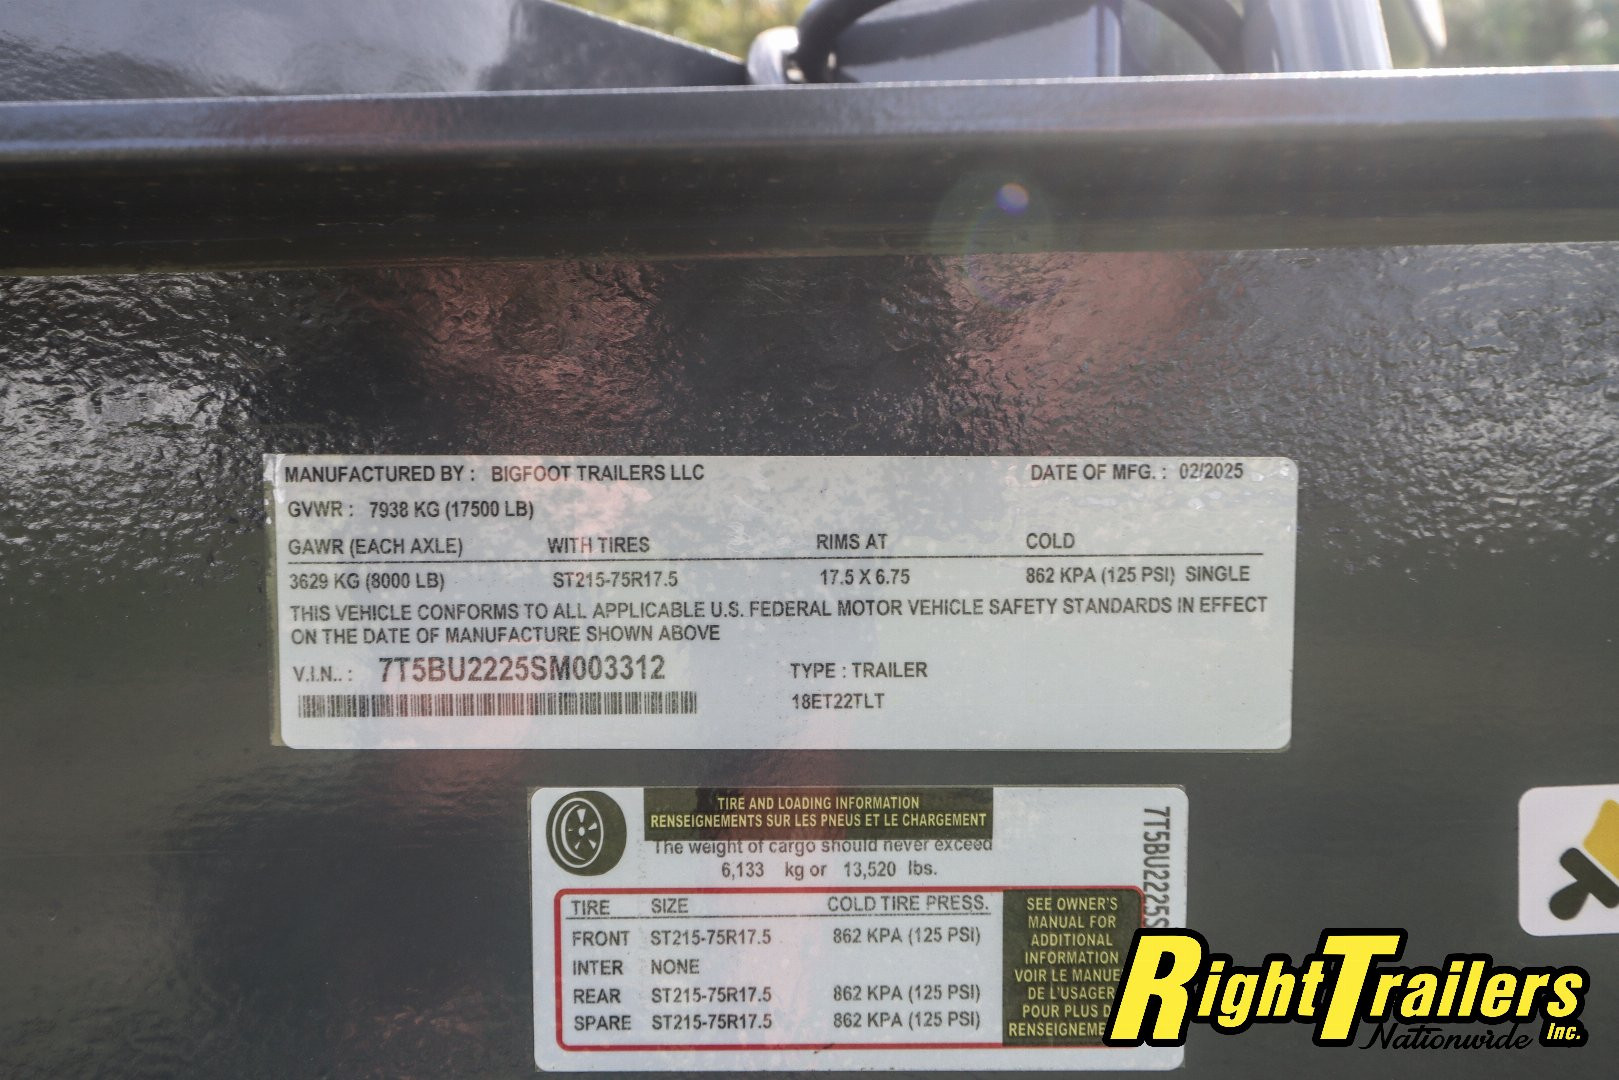 MANUFACTURED BY : BIGFOOT TRAILERS LLC DATE OF MFG. : 02/2025
GVWR : 7938 KG (17500 LB)
GAWR (EACH AXLE) WITH TIRES RIMS AT COLD
3629 KG (8000 LB) ST215-75R17.5 17.5 X 6.75 862 KPA (125 PSI) SINGLE
THIS VEHICLE CONFORMS TO ALL APPLICABLE U.S. FEDERAL MOTOR VEHICLE SAFETY STANDARDS IN EFFECT
ON THE DATE OF MANUFACTURE SHOWN ABOVE
V.I.N.. : 7T5BU2225SM003312 TYPE : TRAILER
18ET22TLT
TIRE AND LOADING INFORMATION
RENSEIGNEMENTS SUR LES PNEUS ET LE CHARGEMENT
The weight of cargo should never exceed
6,133 kg or 13,520 lbs.
TIRE SIZE COLD TIRE PRESS.
FRONT ST215-75R17.5 862 KPA (125 PSI)
INTER NONE
REAR ST215-75R17.5 862 KPA (125 PSI)
SPARE ST215-75R17.5 862 KPA (125 PSI)
SEE OWNER'S
MANUAL FOR
ADDITIONAL
INFORMATION
VOIR LE MANUE
DE L'USAGER
POUR PLUS D
RENSEIGNEME
7T5BU2225S
RightTrailers
Nationwide Inc.